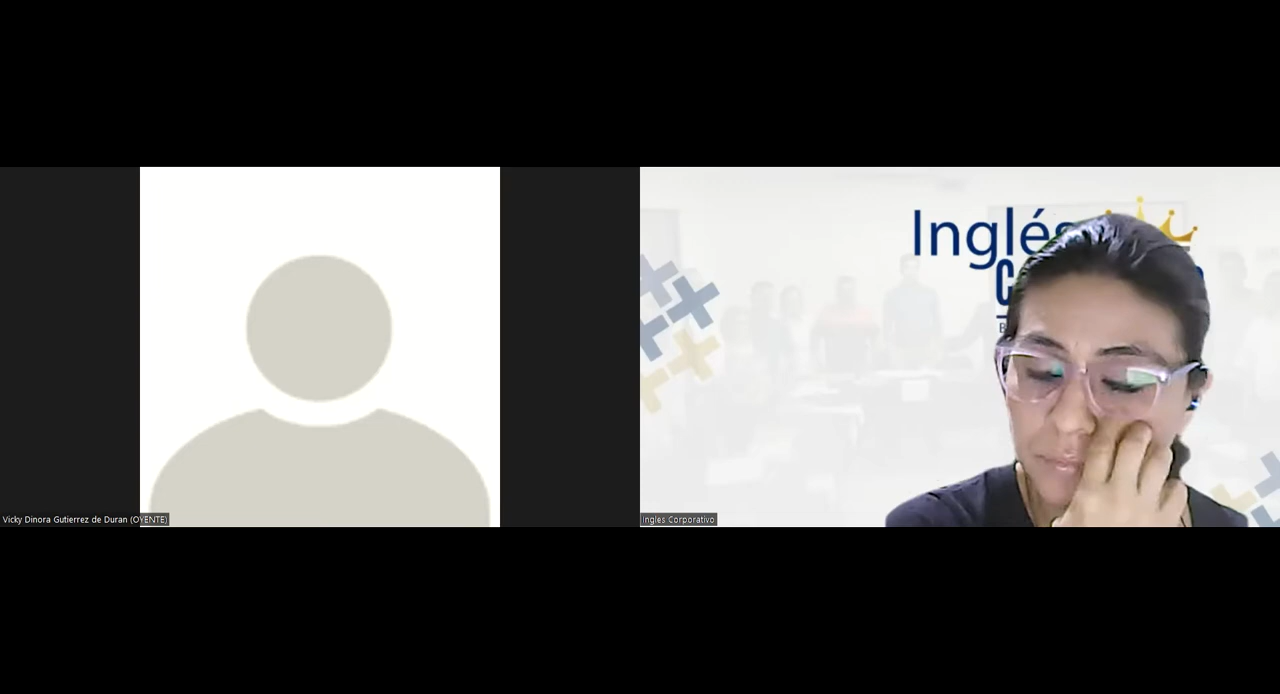 Inglés
Vicky Dinora Gutierrez de Duran (OYENTE)
Ingles Corporativo